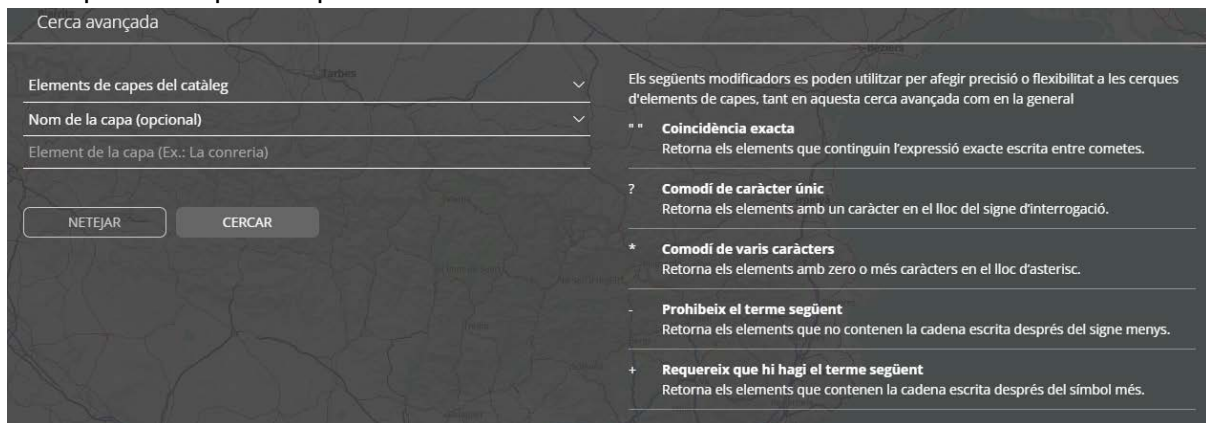 Cerca avançada
Elements de capes del catàleg
Nom de la capa (opcional)
Element de la capa (Ex.: La conreria)
NETEJAR
CERCAR
Els següents modificadors es poden utilitzar per afegir precisió o flexibilitat a les cerques
d'elements de capes, tant en aquesta cerca avançada com en la general
" " Coincidència exacta
Retorna els elements que continguin l'expressió exacte escrita entre cometes.
? Comodí de caràcter únic
Retorna els elements amb un caràcter en el lloc del signe d'interrogació.
* Comodí de varis caràcters
Retorna els elements amb zero o més caràcters en el lloc d'asterisc.
- Prohibeix el terme següent
Retorna els elements que no contenen la cadena escrita després del signe menys.
+ Requereix que hi hagi el terme següent
Retorna els elements que contenen la cadena escrita després del símbol més.
Tarbes
Béziers